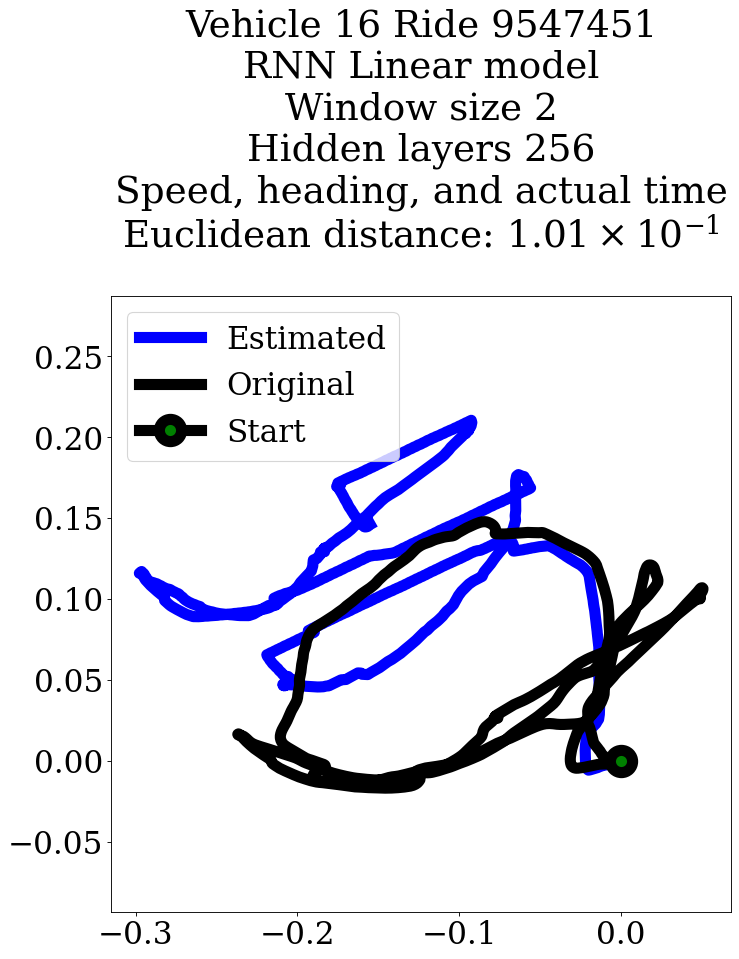 Vehicle 16 Ride 9547451
RNN Linear model
Window size 2
Hidden layers 256
Speed, heading, and actual time
Euclidean distance: 1.01 × 10⁻¹
Estimated
Original
Start
0.25
0.20
0.15
0.10
0.05
0.00
−0.05
−0.3 −0.2 −0.1 0.0